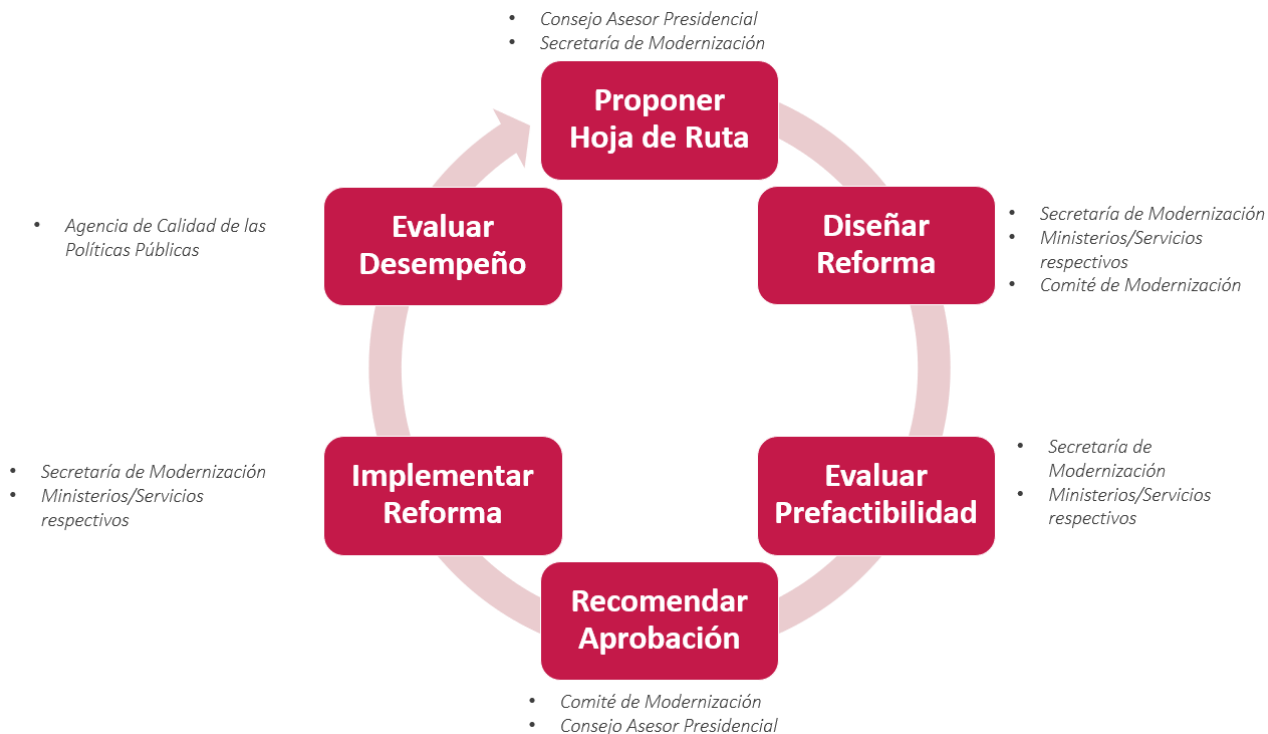 • Consejo Asesor Presidencial
• Secretaría de Modernización
Proponer
Hoja de Ruta
Diseñar
Reforma
• Secretaría de Modernización
• Ministerios/Servicios
respectivos
• Comité de Modernización
Evaluar
Prefactibilidad
• Secretaría de
Modernización
• Ministerios/Servicios
respectivos
Recomendar
Aprobación
• Comité de Modernización
• Consejo Asesor Presidencial
Implementar
Reforma
• Secretaría de Modernización
• Ministerios/Servicios
respectivos
Evaluar
Desempeño
• Agencia de Calidad de las
Políticas Públicas